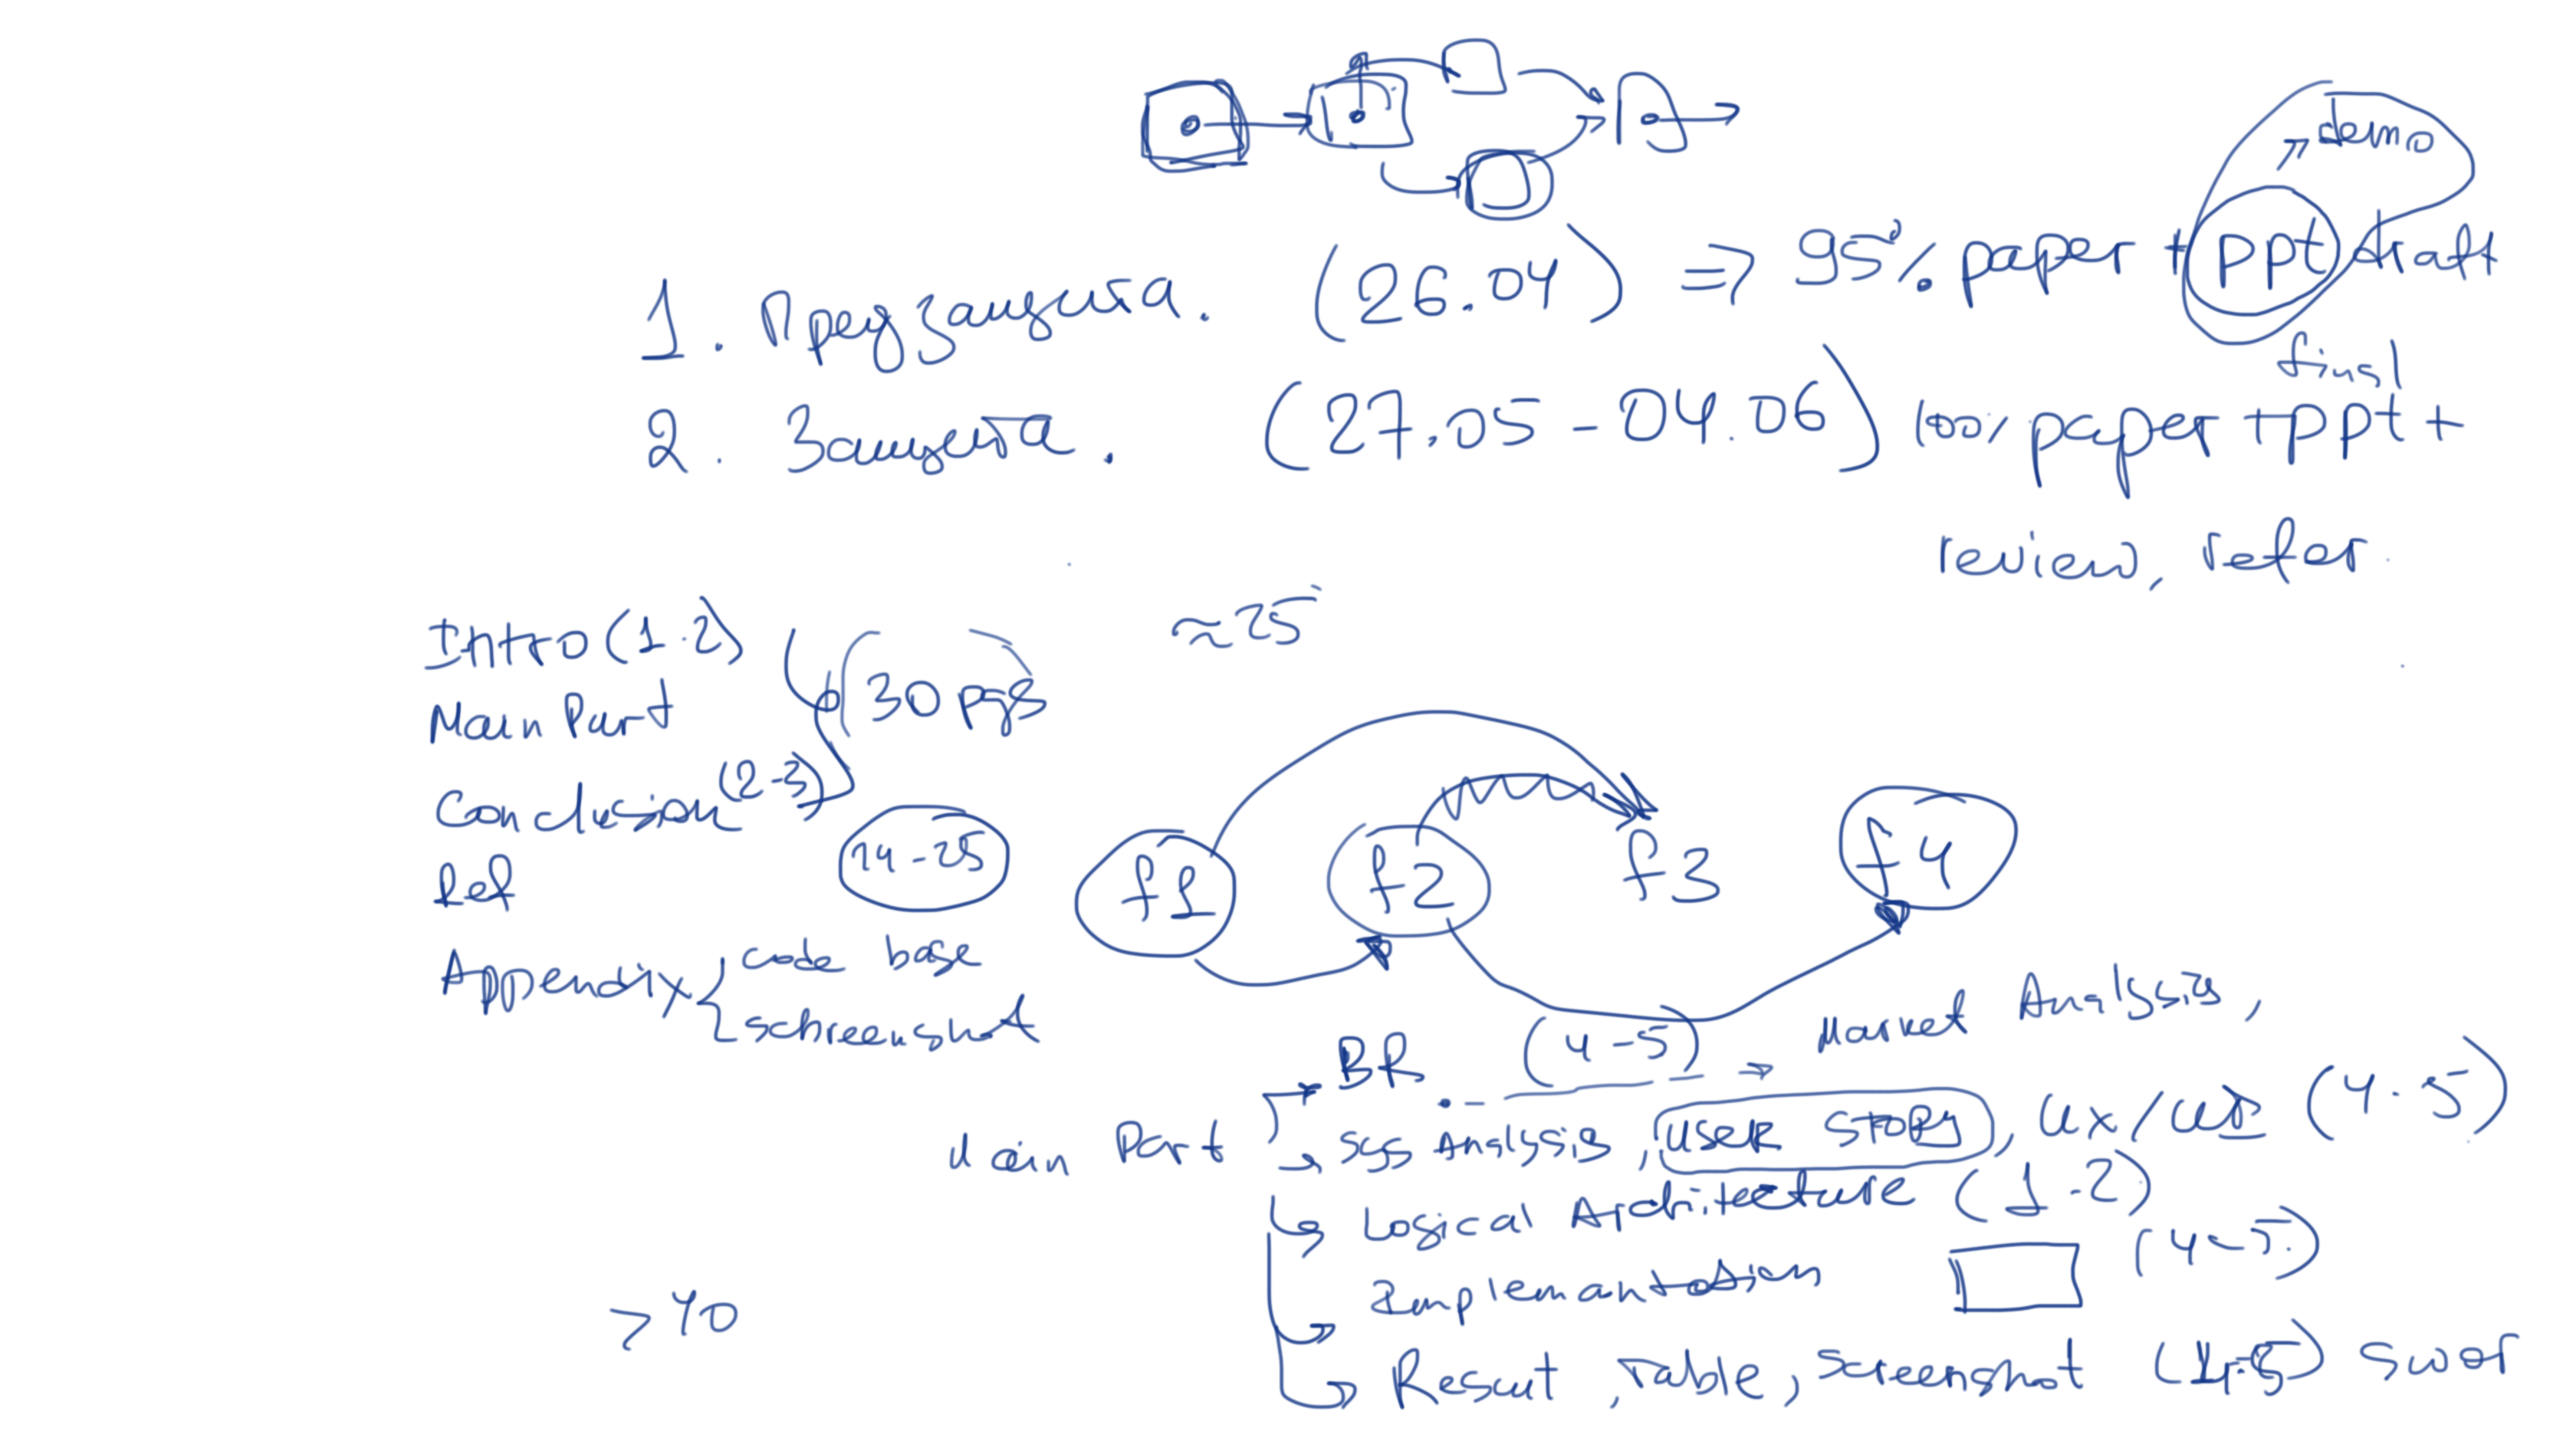 demo
1. Предзащита. (26.04) ⇒ 95% paper + ppt draft
final
2. Защита. (27.05 - 04.06) 100% paper + ppt +
review, refer
Intro (1-2)
≈25
Main Part
30 pgs
Conclusion (2-3)
14-25
Ref
f1 f2 f3 f4
Appendix { code base
schreenshot
BR (4-5) → Market Analysis,
Main Part
Sys Analysis, user story, ux/ui (4-5)
Logical Architecture (1-2)
Implemantation (4-5)
>40
Resut, Table, screenshot (4-5) SWOT